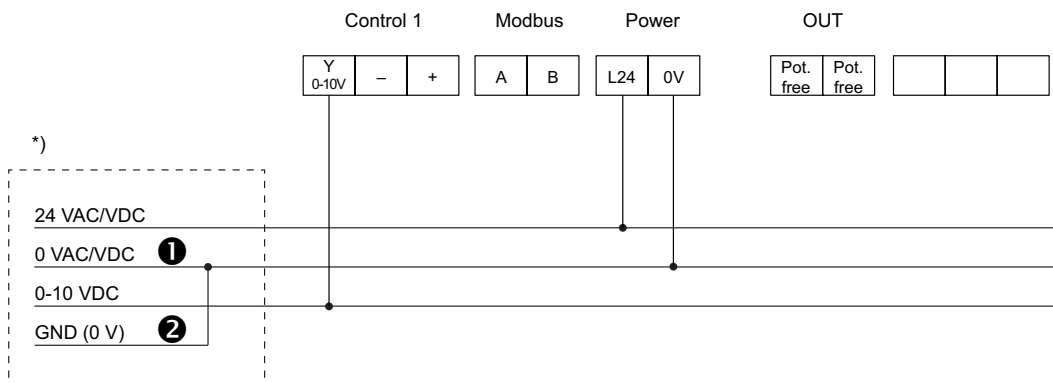 Control 1 Modbus Power OUT
Y
0-10V – + A B L24 0V Pot.
free Pot.
free
*)
24 VAC/VDC
0 VAC/VDC ❶
0-10 VDC
GND (0 V) ❷